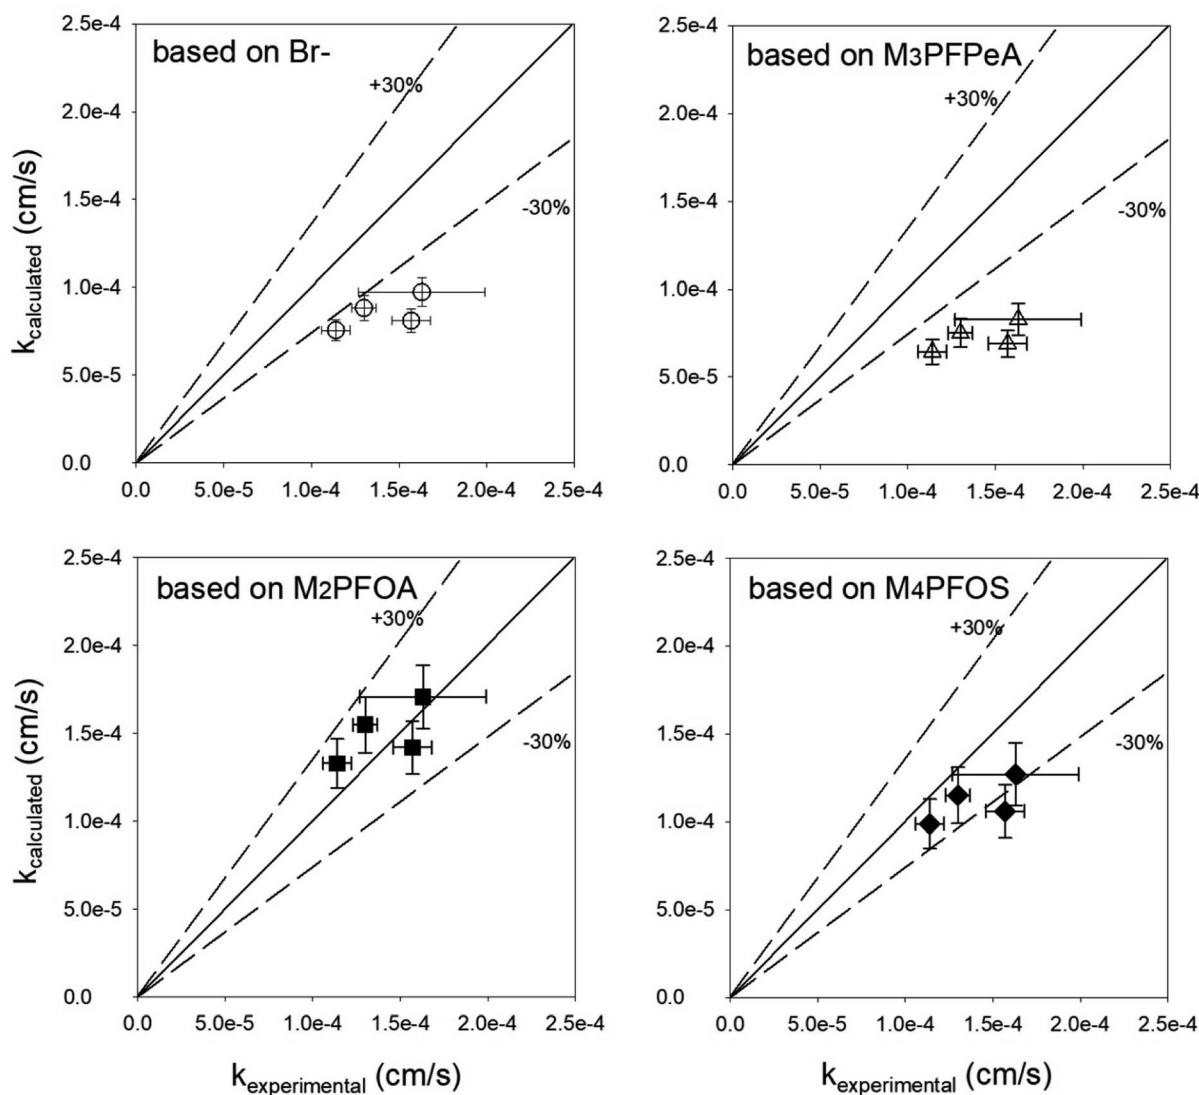 based on Br-
+30%
-30%
2.5e-4
2.0e-4
1.5e-4
1.0e-4
5.0e-5
0.0
kcalculated (cm/s)
0.0 5.0e-5 1.0e-4 1.5e-4 2.0e-4 2.5e-4
based on M3PFPeA
+30%
-30%
2.5e-4
2.0e-4
1.5e-4
1.0e-4
5.0e-5
0.0
0.0 5.0e-5 1.0e-4 1.5e-4 2.0e-4 2.5e-4
based on M2PFOA
+30%
-30%
2.5e-4
2.0e-4
1.5e-4
1.0e-4
5.0e-5
0.0
kcalculated (cm/s)
0.0 5.0e-5 1.0e-4 1.5e-4 2.0e-4 2.5e-4
kexperimental (cm/s)
based on M4PFOS
+30%
-30%
2.5e-4
2.0e-4
1.5e-4
1.0e-4
5.0e-5
0.0
0.0 5.0e-5 1.0e-4 1.5e-4 2.0e-4 2.5e-4
kexperimental (cm/s)